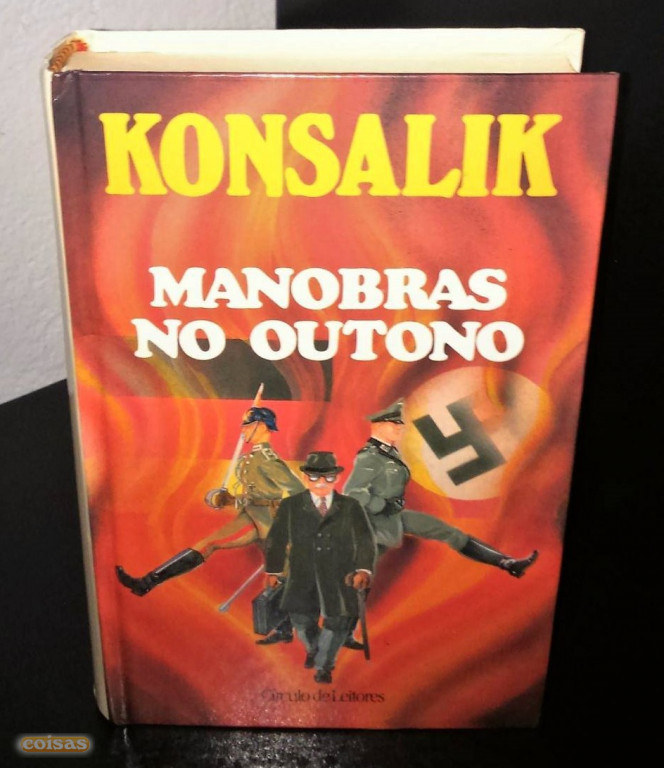 KONSALIK
MANOBRAS
NO OUTONO
Círculo de Leitores
coisas